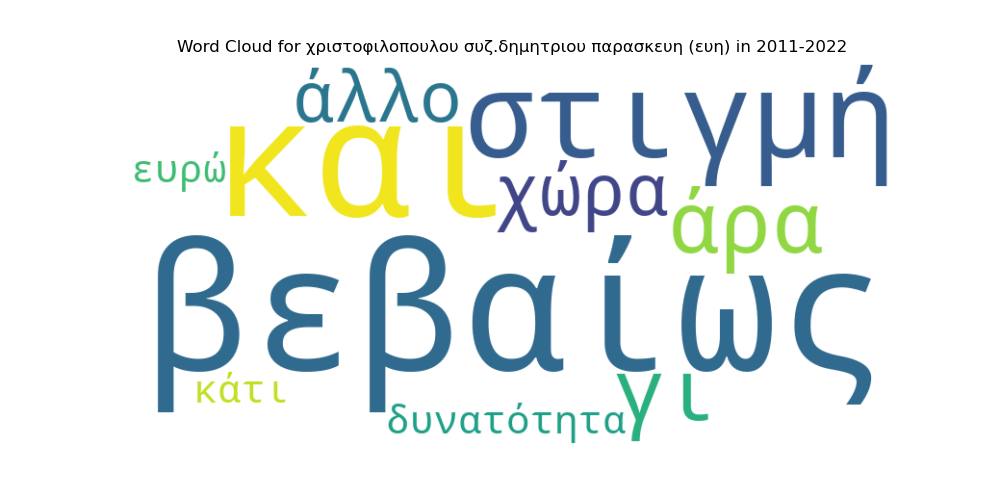 Word Cloud for χριστοφιλοπουλου συζ.δημητριου παρασκευη (ευη) in 2011-2022
άλλο
στιγμή
και
ευρώ
χώρα
άρα
βεβαίως
κάτι
γι
δυνατότητα